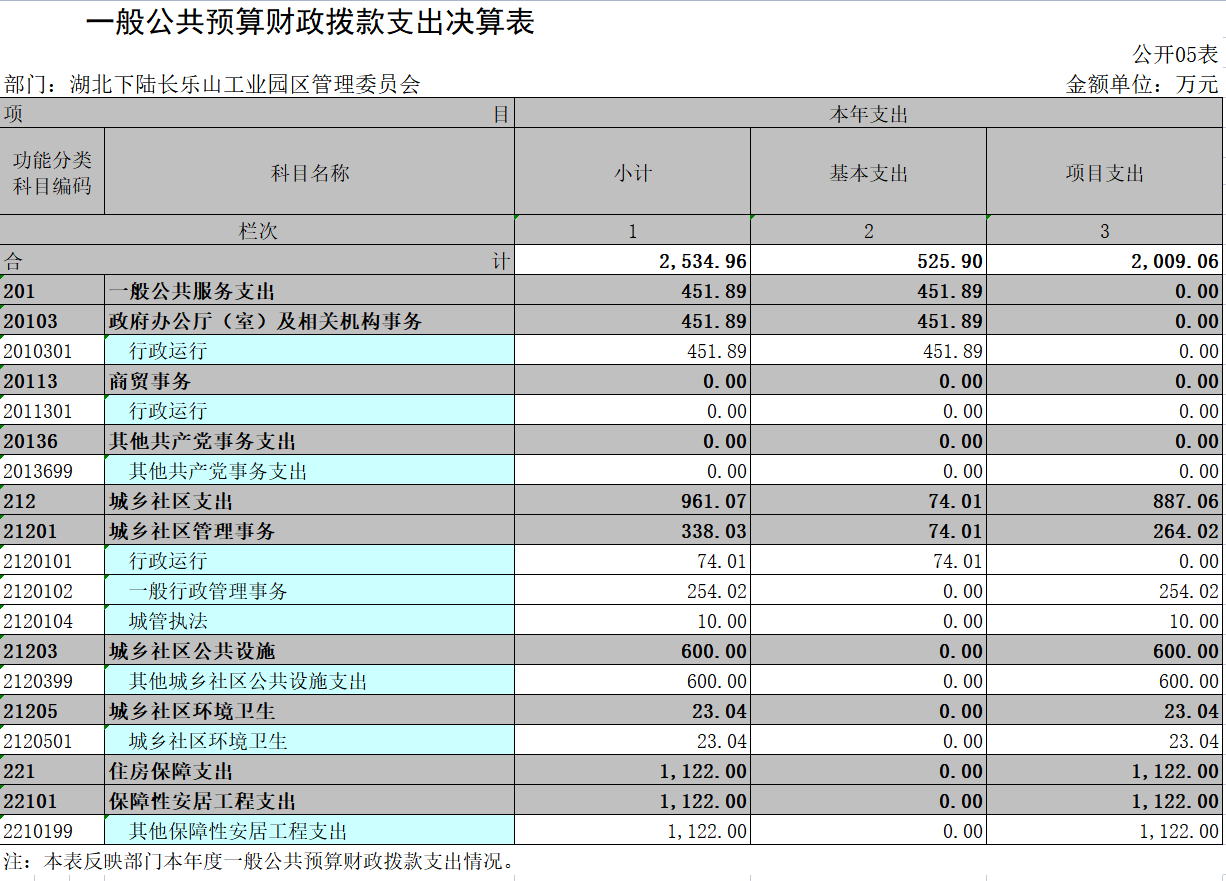 一般公共预算财政拨款支出决算表
公开05表
部门：湖北下陆长乐山工业园区管理委员会 金额单位：万元
项 目 本年支出
功能分类科目编码 科目名称 小计 基本支出 项目支出
栏次 1 2 3
合 计 2,534.96 525.90 2,009.06
201 一般公共服务支出 451.89 451.89 0.00
20103 政府办公厅（室）及相关机构事务 451.89 451.89 0.00
2010301 行政运行 451.89 451.89 0.00
20113 商贸事务 0.00 0.00 0.00
2011301 行政运行 0.00 0.00 0.00
20136 其他共产党事务支出 0.00 0.00 0.00
2013699 其他共产党事务支出 0.00 0.00 0.00
212 城乡社区支出 961.07 74.01 887.06
21201 城乡社区管理事务 338.03 74.01 264.02
2120101 行政运行 74.01 74.01 0.00
2120102 一般行政管理事务 254.02 0.00 254.02
2120104 城管执法 10.00 0.00 10.00
21203 城乡社区公共设施 600.00 0.00 600.00
2120399 其他城乡社区公共设施支出 600.00 0.00 600.00
21205 城乡社区环境卫生 23.04 0.00 23.04
2120501 城乡社区环境卫生 23.04 0.00 23.04
221 住房保障支出 1,122.00 0.00 1,122.00
22101 保障性安居工程支出 1,122.00 0.00 1,122.00
2210199 其他保障性安居工程支出 1,122.00 0.00 1,122.00
注：本表反映部门本年度一般公共预算财政拨款支出情况。